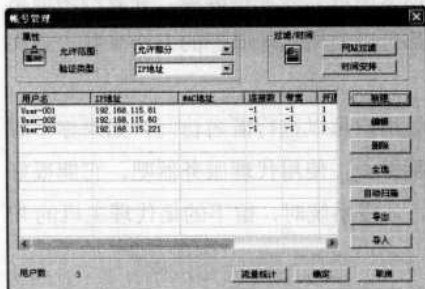 帐号管理
属性
允许范围: 允许部分
验证类型: IP地址
过滤/时间
网站过滤
时间安排
用户名 IP地址 MAC地址 连接数 带宽
User-001 192.168.115.61 -1 -1 1
User-002 192.168.115.60 -1 -1 1
User-003 192.168.115.221 -1 -1 1
新建
编辑
删除
全选
自动扫描
导出
导入
用户数 3
流量统计 确定 取消